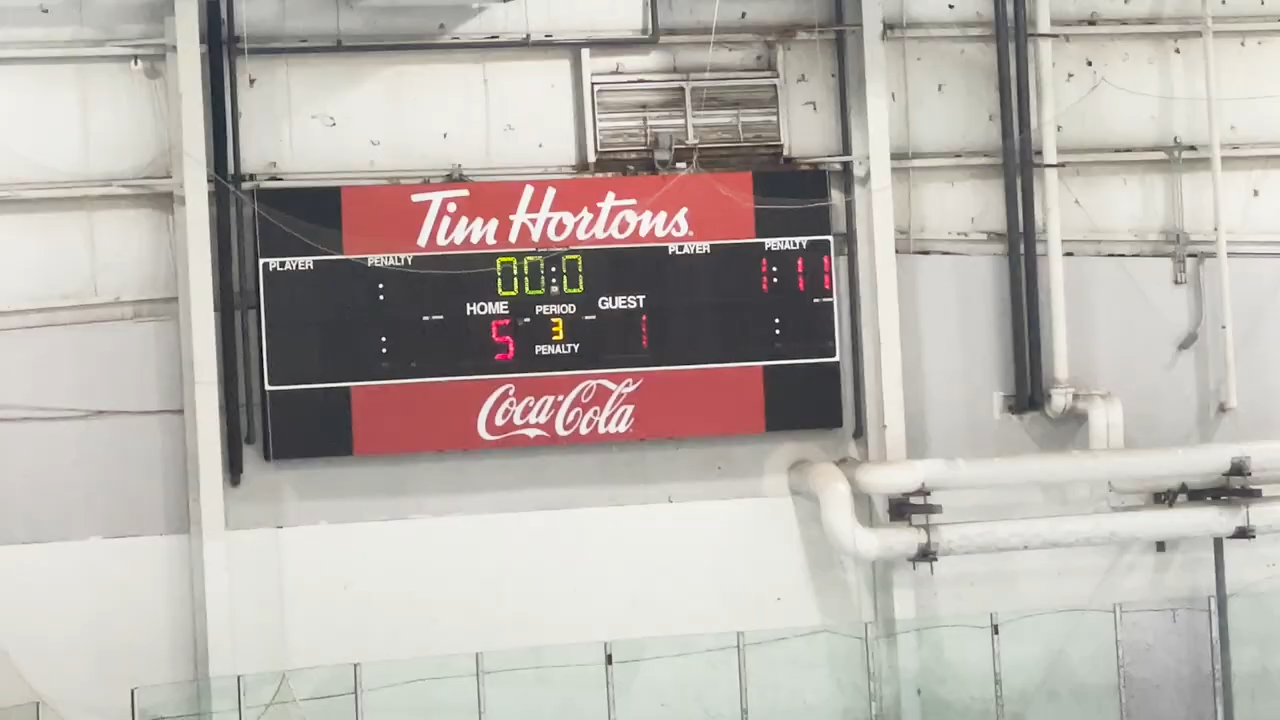 Tim Hortons
PLAYER PENALTY 00:0 PLAYER PENALTY
1:11
HOME PERIOD GUEST
5 3 1
PENALTY
Coca-Cola